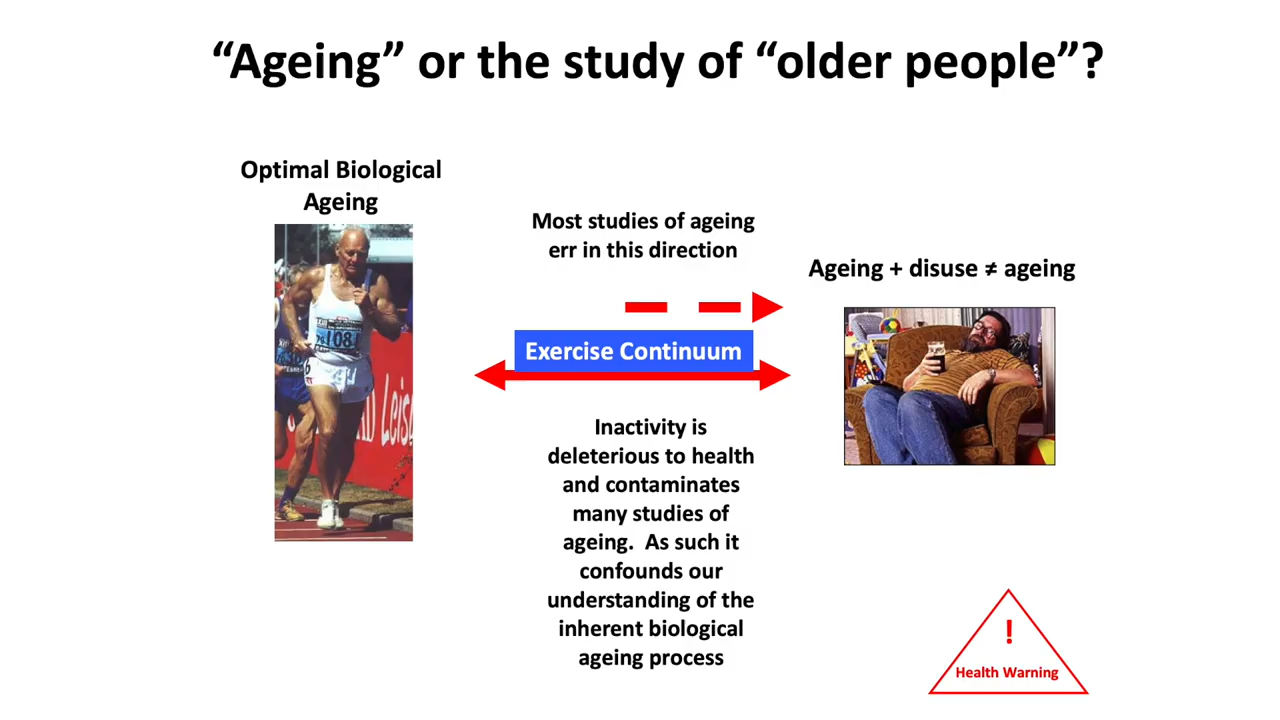 “Ageing” or the study of “older people”?
Optimal Biological
Ageing
Most studies of ageing
err in this direction
Ageing + disuse ≠ ageing
Exercise Continuum
Inactivity is
deleterious to health
and contaminates
many studies of
ageing.  As such it
confounds our
understanding of the
inherent biological
ageing process
1081
Leis
!
Health Warning